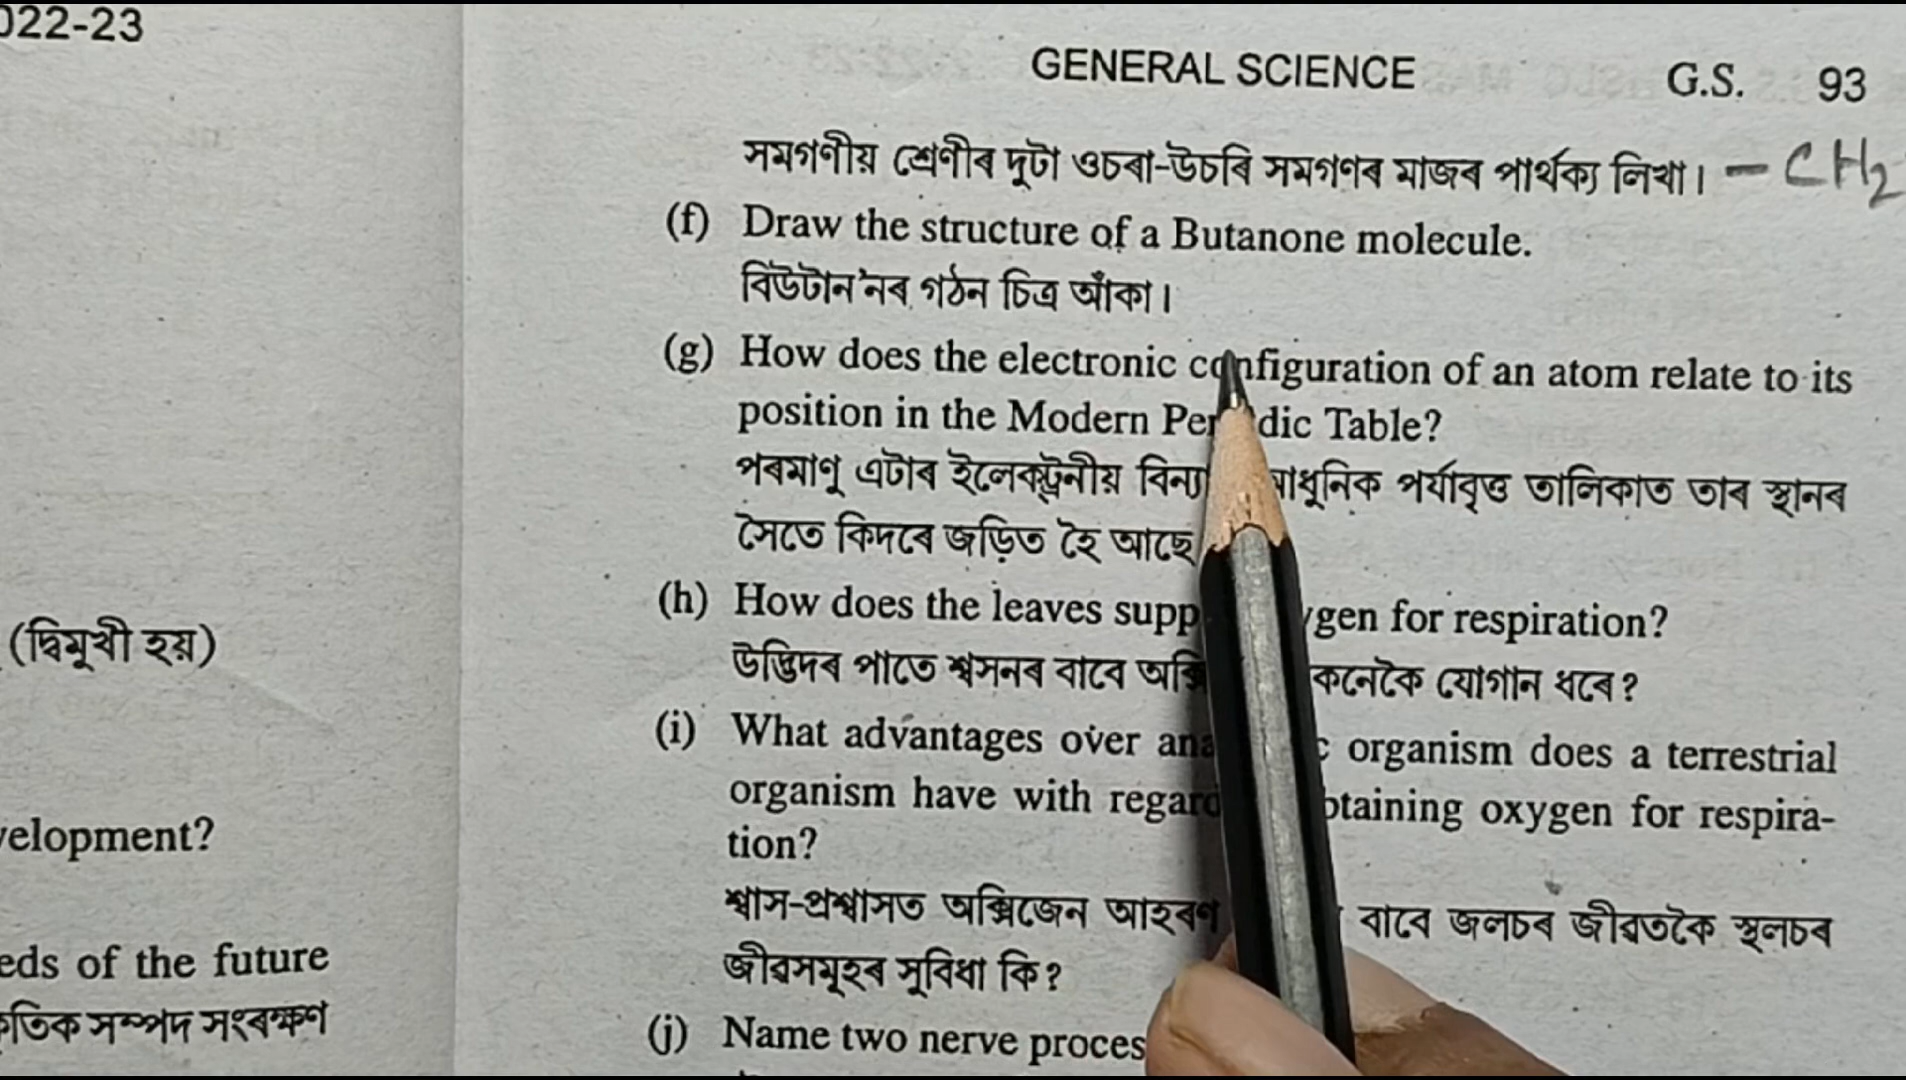 022-23
(দ্বিমুখী হয়)
velopment?
eds of the future
কৃতিক সম্পদ সংৰক্ষণ
GENERAL SCIENCE G.S. 93
সমগণীয় শ্ৰেণীৰ দুটা ওচৰা-উচৰি সমগণৰ মাজৰ পাৰ্থক্য লিখা। – CH2
(f) Draw the structure of a Butanone molecule.
বিউটান'নৰ গঠন চিত্ৰ আঁকা।
(g) How does the electronic configuration of an atom relate to its
position in the Modern Pe dic Table?
পৰমাণু এটাৰ ইলেকট্ৰনীয় বিন্যা াধুনিক পৰ্যাবৃত্ত তালিকাত তাৰ স্থানৰ
সৈতে কিদৰে জড়িত হৈ আছে
(h) How does the leaves supp ygen for respiration?
উদ্ভিদৰ পাতে শ্বসনৰ বাবে অক্সি কেনেকৈ যোগান ধৰে?
(i) What advantages over an c organism does a terrestrial
organism have with regard btaining oxygen for respira-
tion?
শ্বাস-প্ৰশ্বাসত অক্সিজেন আহৰণ বাবে জলচৰ জীৱতকৈ স্থলচৰ
জীৱসমূহৰ সুবিধা কি?
(j) Name two nerve proces